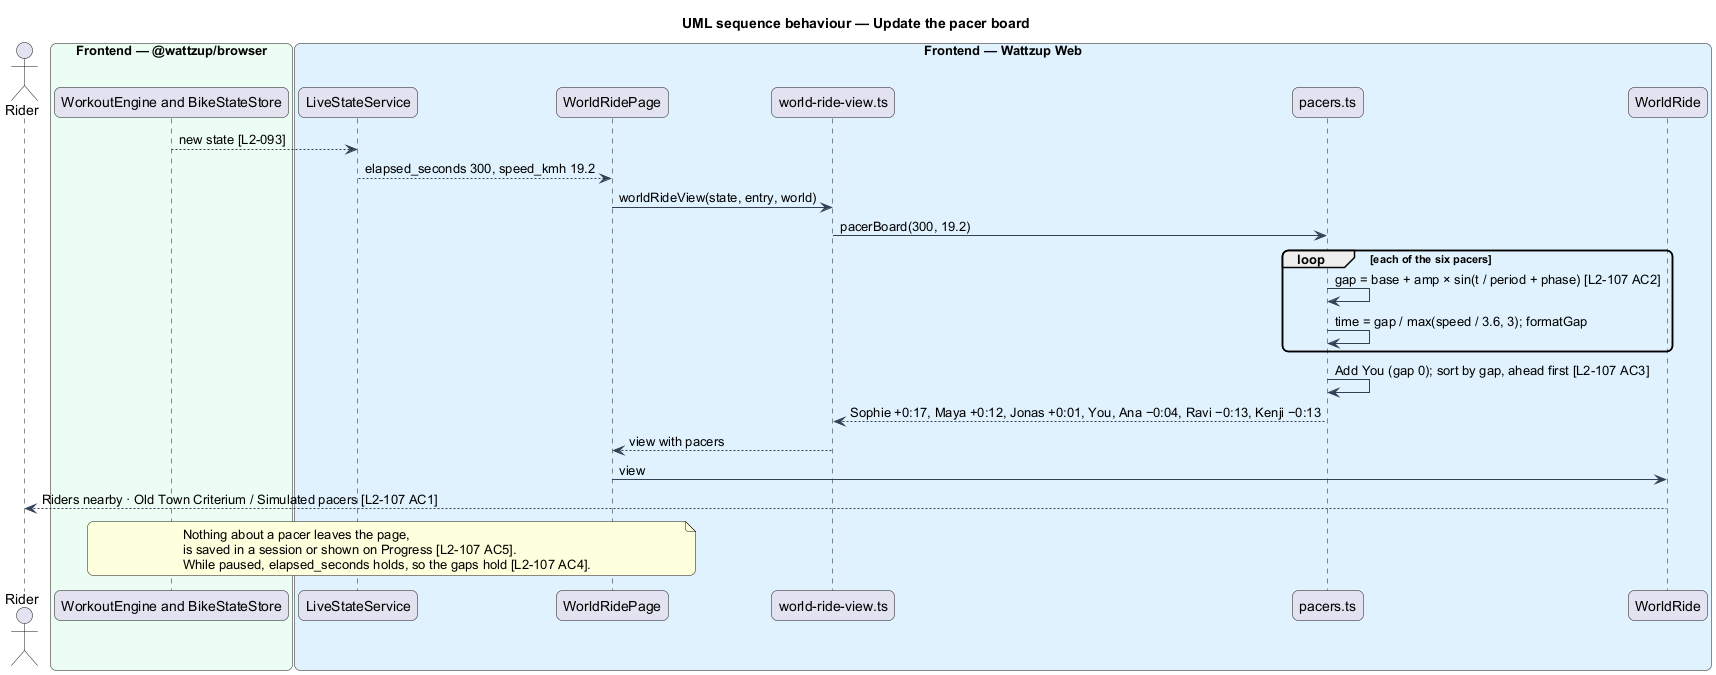 UML sequence behaviour — Update the pacer board
Frontend — @wattzup/browser
Frontend — Wattzup Web
Rider
WorkoutEngine and BikeStateStore
LiveStateService
WorldRidePage
world-ride-view.ts
pacers.ts
WorldRide
new state [L2-093]
elapsed_seconds 300, speed_kmh 19.2
worldRideView(state, entry, world)
pacerBoard(300, 19.2)
loop
[each of the six pacers]
gap = base + amp × sin(t / period + phase) [L2-107 AC2]
time = gap / max(speed / 3.6, 3); formatGap
Add You (gap 0); sort by gap, ahead first [L2-107 AC3]
Sophie +0:17, Maya +0:12, Jonas +0:01, You, Ana −0:04, Ravi −0:13, Kenji −0:13
view with pacers
view
Riders nearby · Old Town Criterium / Simulated pacers [L2-107 AC1]
Nothing about a pacer leaves the page,
is saved in a session or shown on Progress [L2-107 AC5].
While paused, elapsed_seconds holds, so the gaps hold [L2-107 AC4].
Rider
WorkoutEngine and BikeStateStore
LiveStateService
WorldRidePage
world-ride-view.ts
pacers.ts
WorldRide